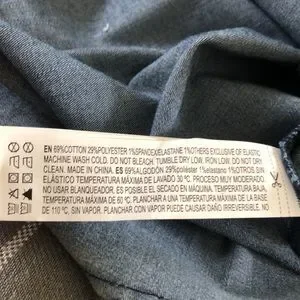 EN 69%COTTON 29%POLYESTER 1%SPANDEX/ELASTANE 1%OTHERS EXCLUSIVE OF ELASTIC
MACHINE WASH COLD. DO NOT BLEACH. TUMBLE DRY LOW. IRON LOW. DO NOT DRY
CLEAN. MADE IN CHINA. ES 69%ALGODÓN 29%poliéster 1%elastano 1%OTROS SIN
ELÁSTICO TEMPERATURA MÁXIMA DE LAVADO 30 ºC. PROCESO MUY MODERADO.
NO USAR BLANQUEADOR. ES POSIBLE EL SECADO EN MÁQUINA, TEMPERATURA BAJA,
TEMPERATURA MÁXIMA DE 60 ºC. PLANCHAR A UNA TEMPERATURA MÁXIMA DE LA BASE
DE 110 ºC, SIN VAPOR. PLANCHAR CON VAPOR PUEDE CAUSAR DAÑO IRREVERSIBLE. NO